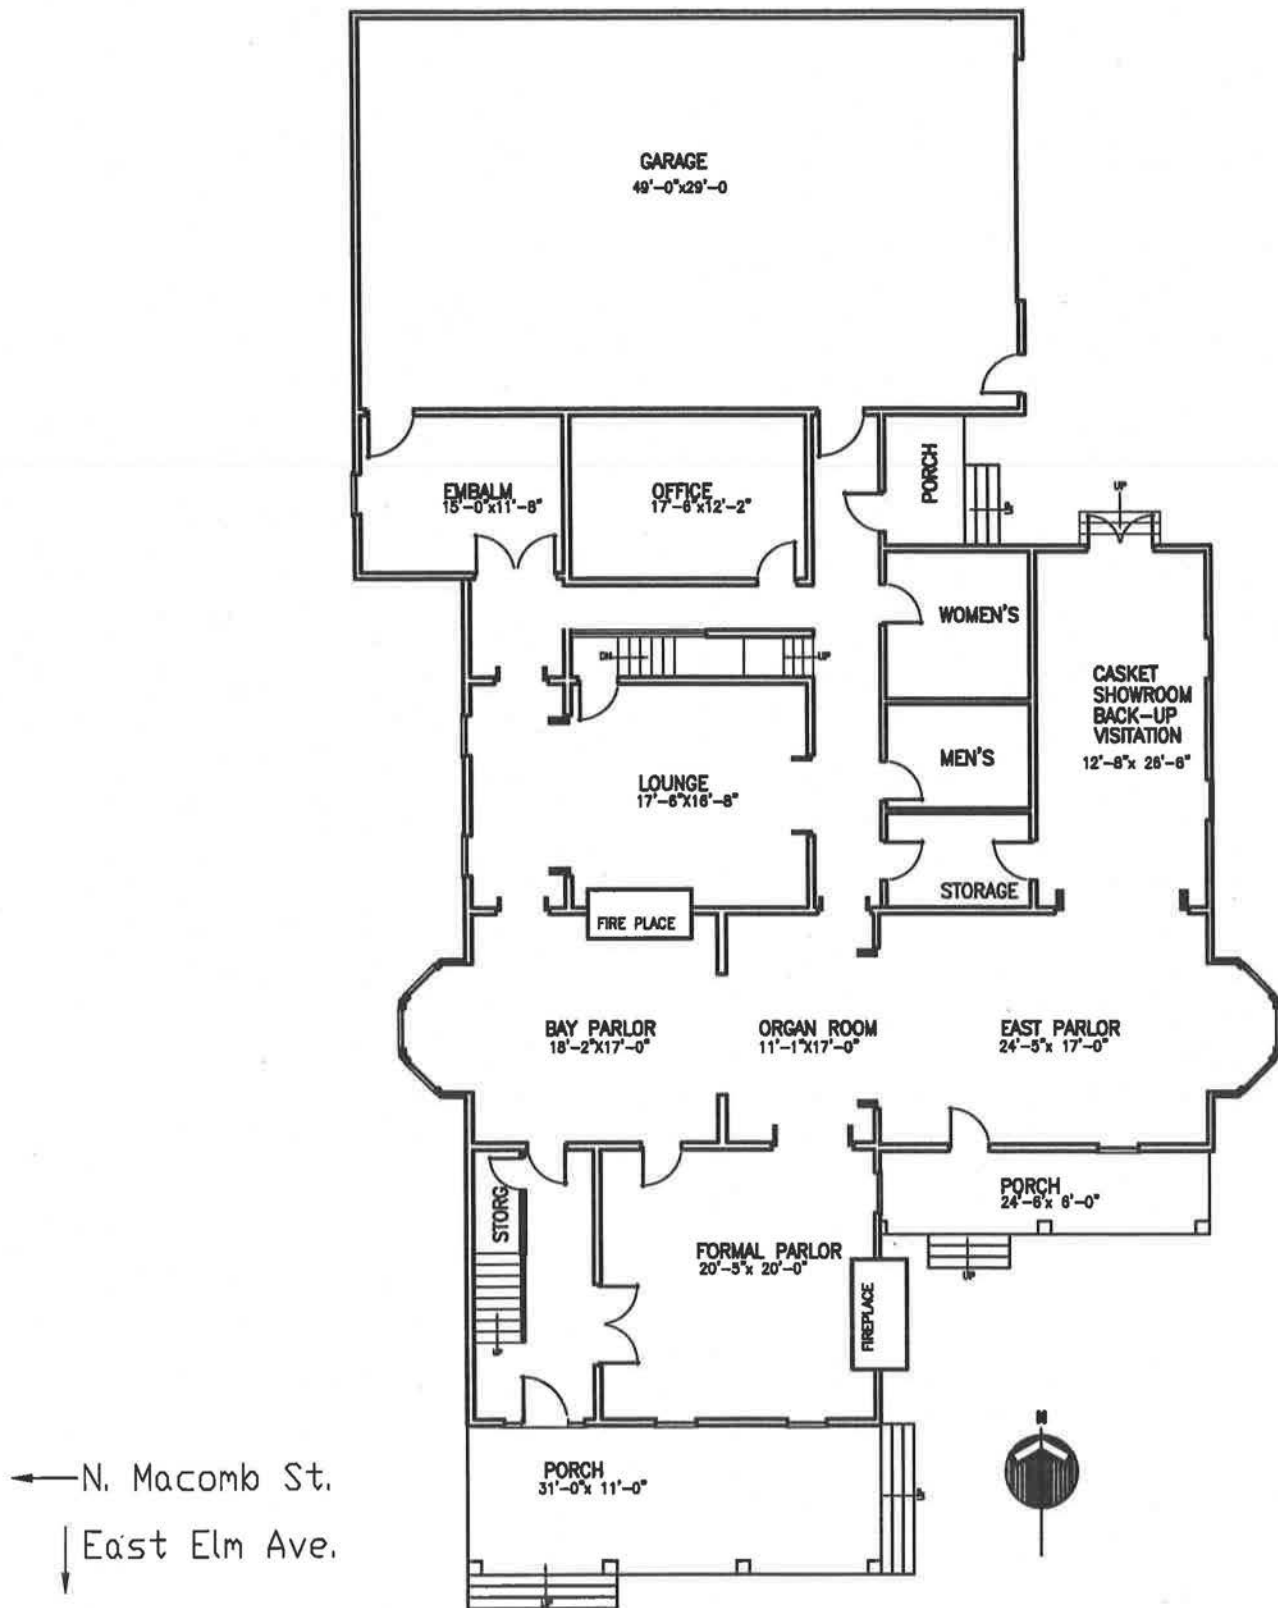 GARAGE
49'-0"x29'-0
EMBALM
15'-0"x11'-8"
OFFICE
17'-6"x12'-2"
PORCH
UP
UP
WOMEN'S
DN
UP
CASKET
SHOWROOM
BACK-UP
VISITATION
12'-8"x 26'-6"
MEN'S
LOUNGE
17'-6"X16'-8"
STORAGE
FIRE PLACE
BAY PARLOR
18'-2"X17'-0"
ORGAN ROOM
11'-1"X17'-0"
EAST PARLOR
24'-5"x 17'-0"
STORG.
UP
PORCH
24'-6"x 6'-0"
UP
FORMAL PARLOR
20'-5"x 20'-0"
FIREPLACE
N
N. Macomb St.
East Elm Ave.
PORCH
31'-0"x 11'-0"
UP
UP